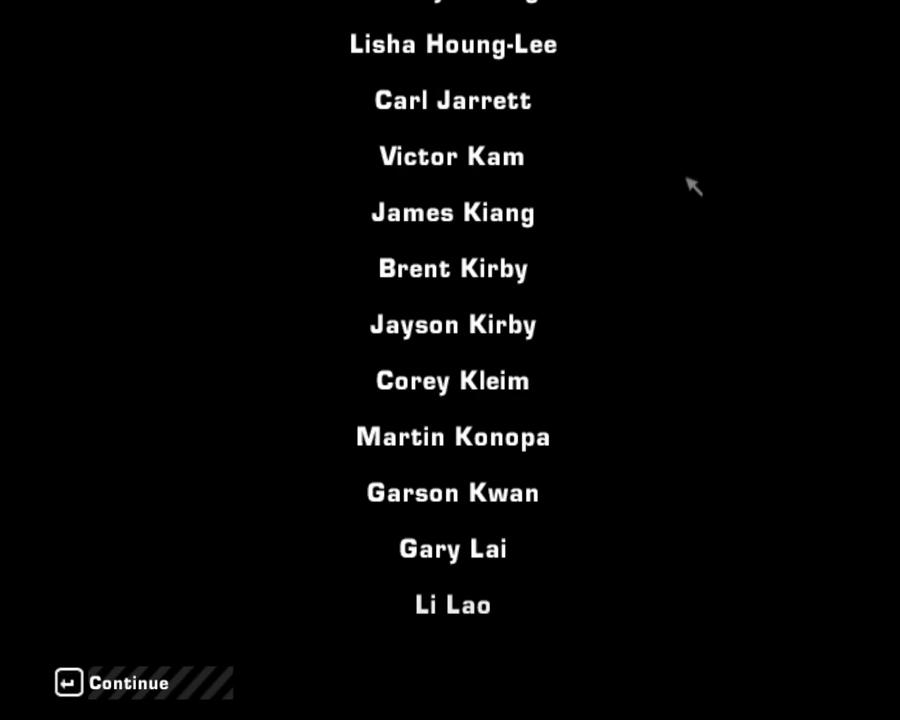 Lisha Houng-Lee
Carl Jarrett
Victor Kam
James Kiang
Brent Kirby
Jayson Kirby
Corey Kleim
Martin Konopa
Garson Kwan
Gary Lai
Li Lao
Continue